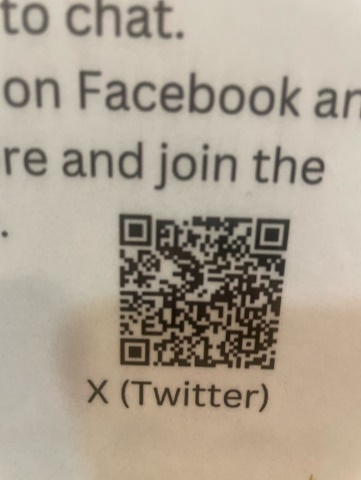 to chat.
on Facebook an
re and join the
.
X (Twitter)